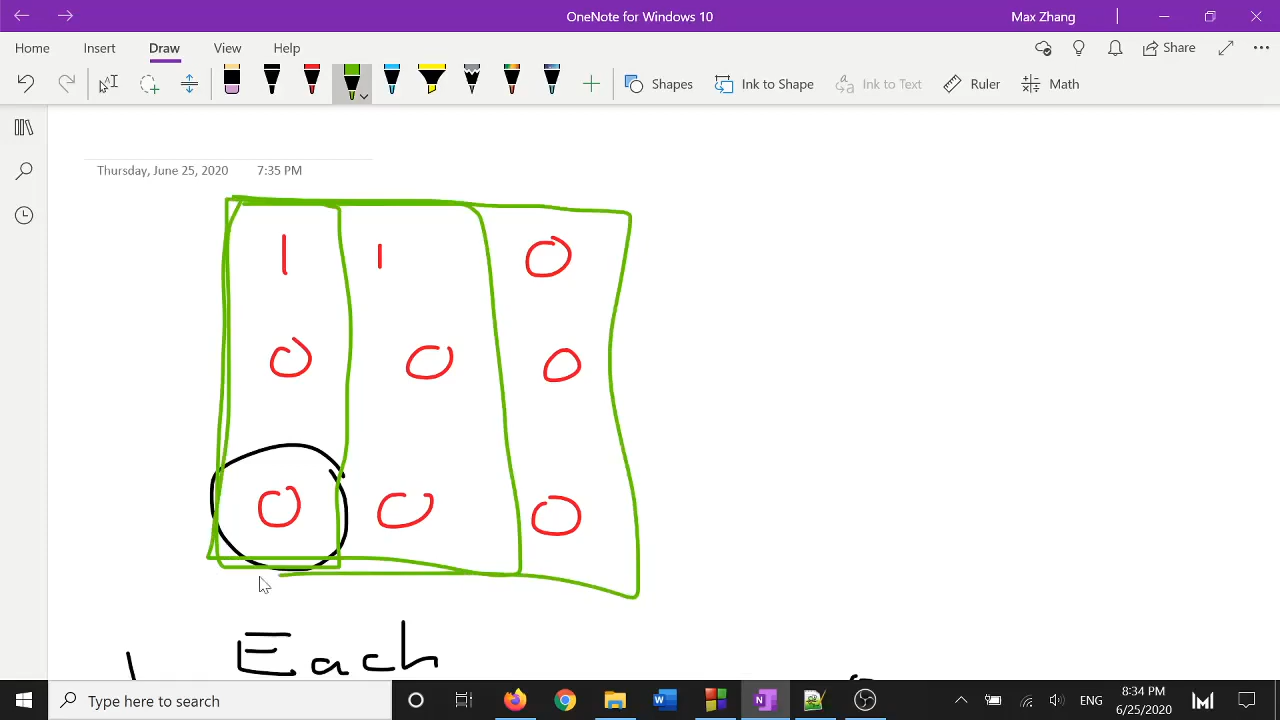 OneNote for Windows 10
Max Zhang
Home Insert Draw View Help
Share
Shapes
Ink to Shape
Ink to Text
Ruler
Math
Thursday, June 25, 2020 7:35 PM
1 1 0
0 0 0
0 0 0
Each
Type here to search
ENG
8:34 PM
6/25/2020